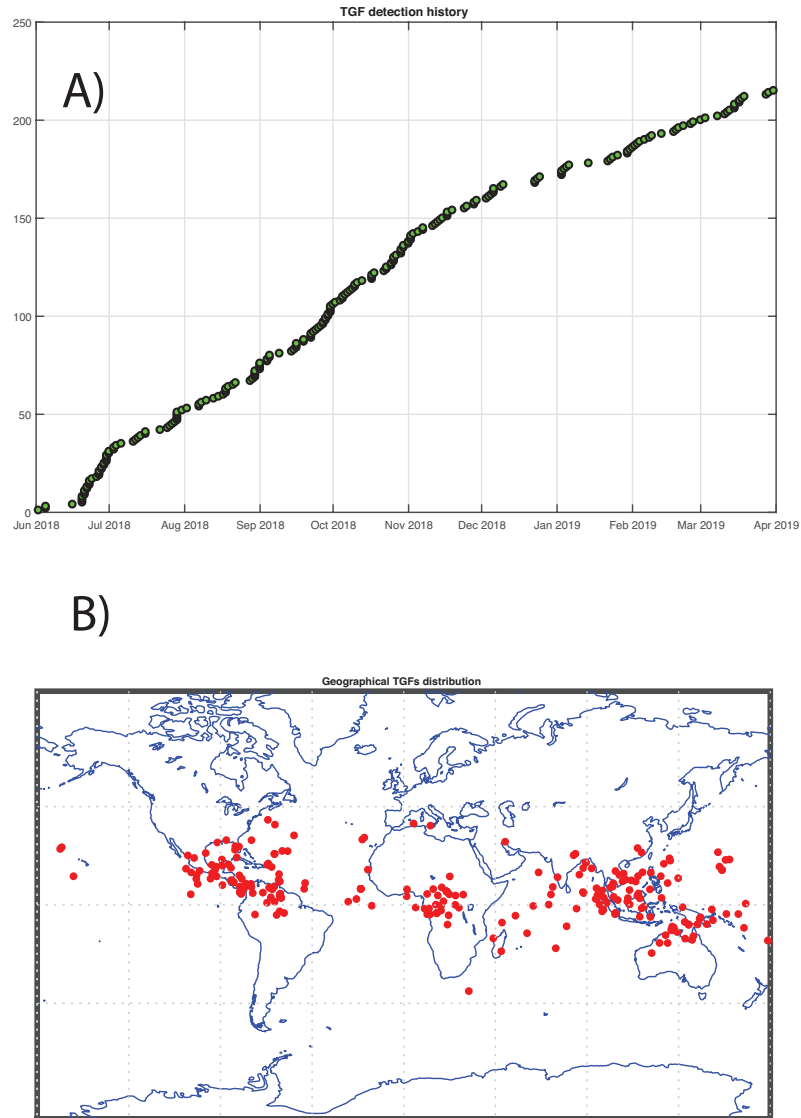 TGF detection history
A)
250
200
150
100
50
0
Jun 2018 Jul 2018 Aug 2018 Sep 2018 Oct 2018 Nov 2018 Dec 2018 Jan 2019 Feb 2019 Mar 2019 Apr 2019
B)
Geographical TGFs distribution